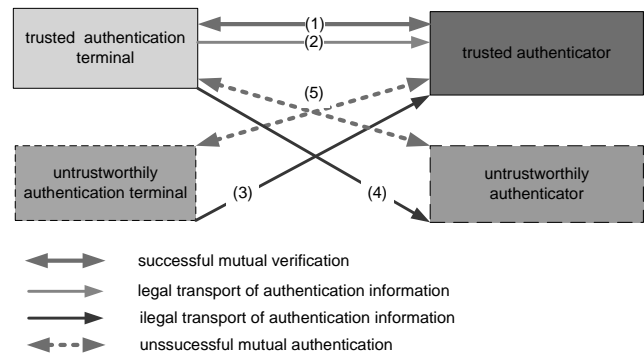 (1)
trusted authentication
terminal
(2)
trusted authenticator
(5)
untrustworthily
authentication terminal
(3)
(4)
untrustworthily
authenticator
successful mutual verification
legal transport of authentication information
ilegal transport of authentication information
unssucessful mutual authentication